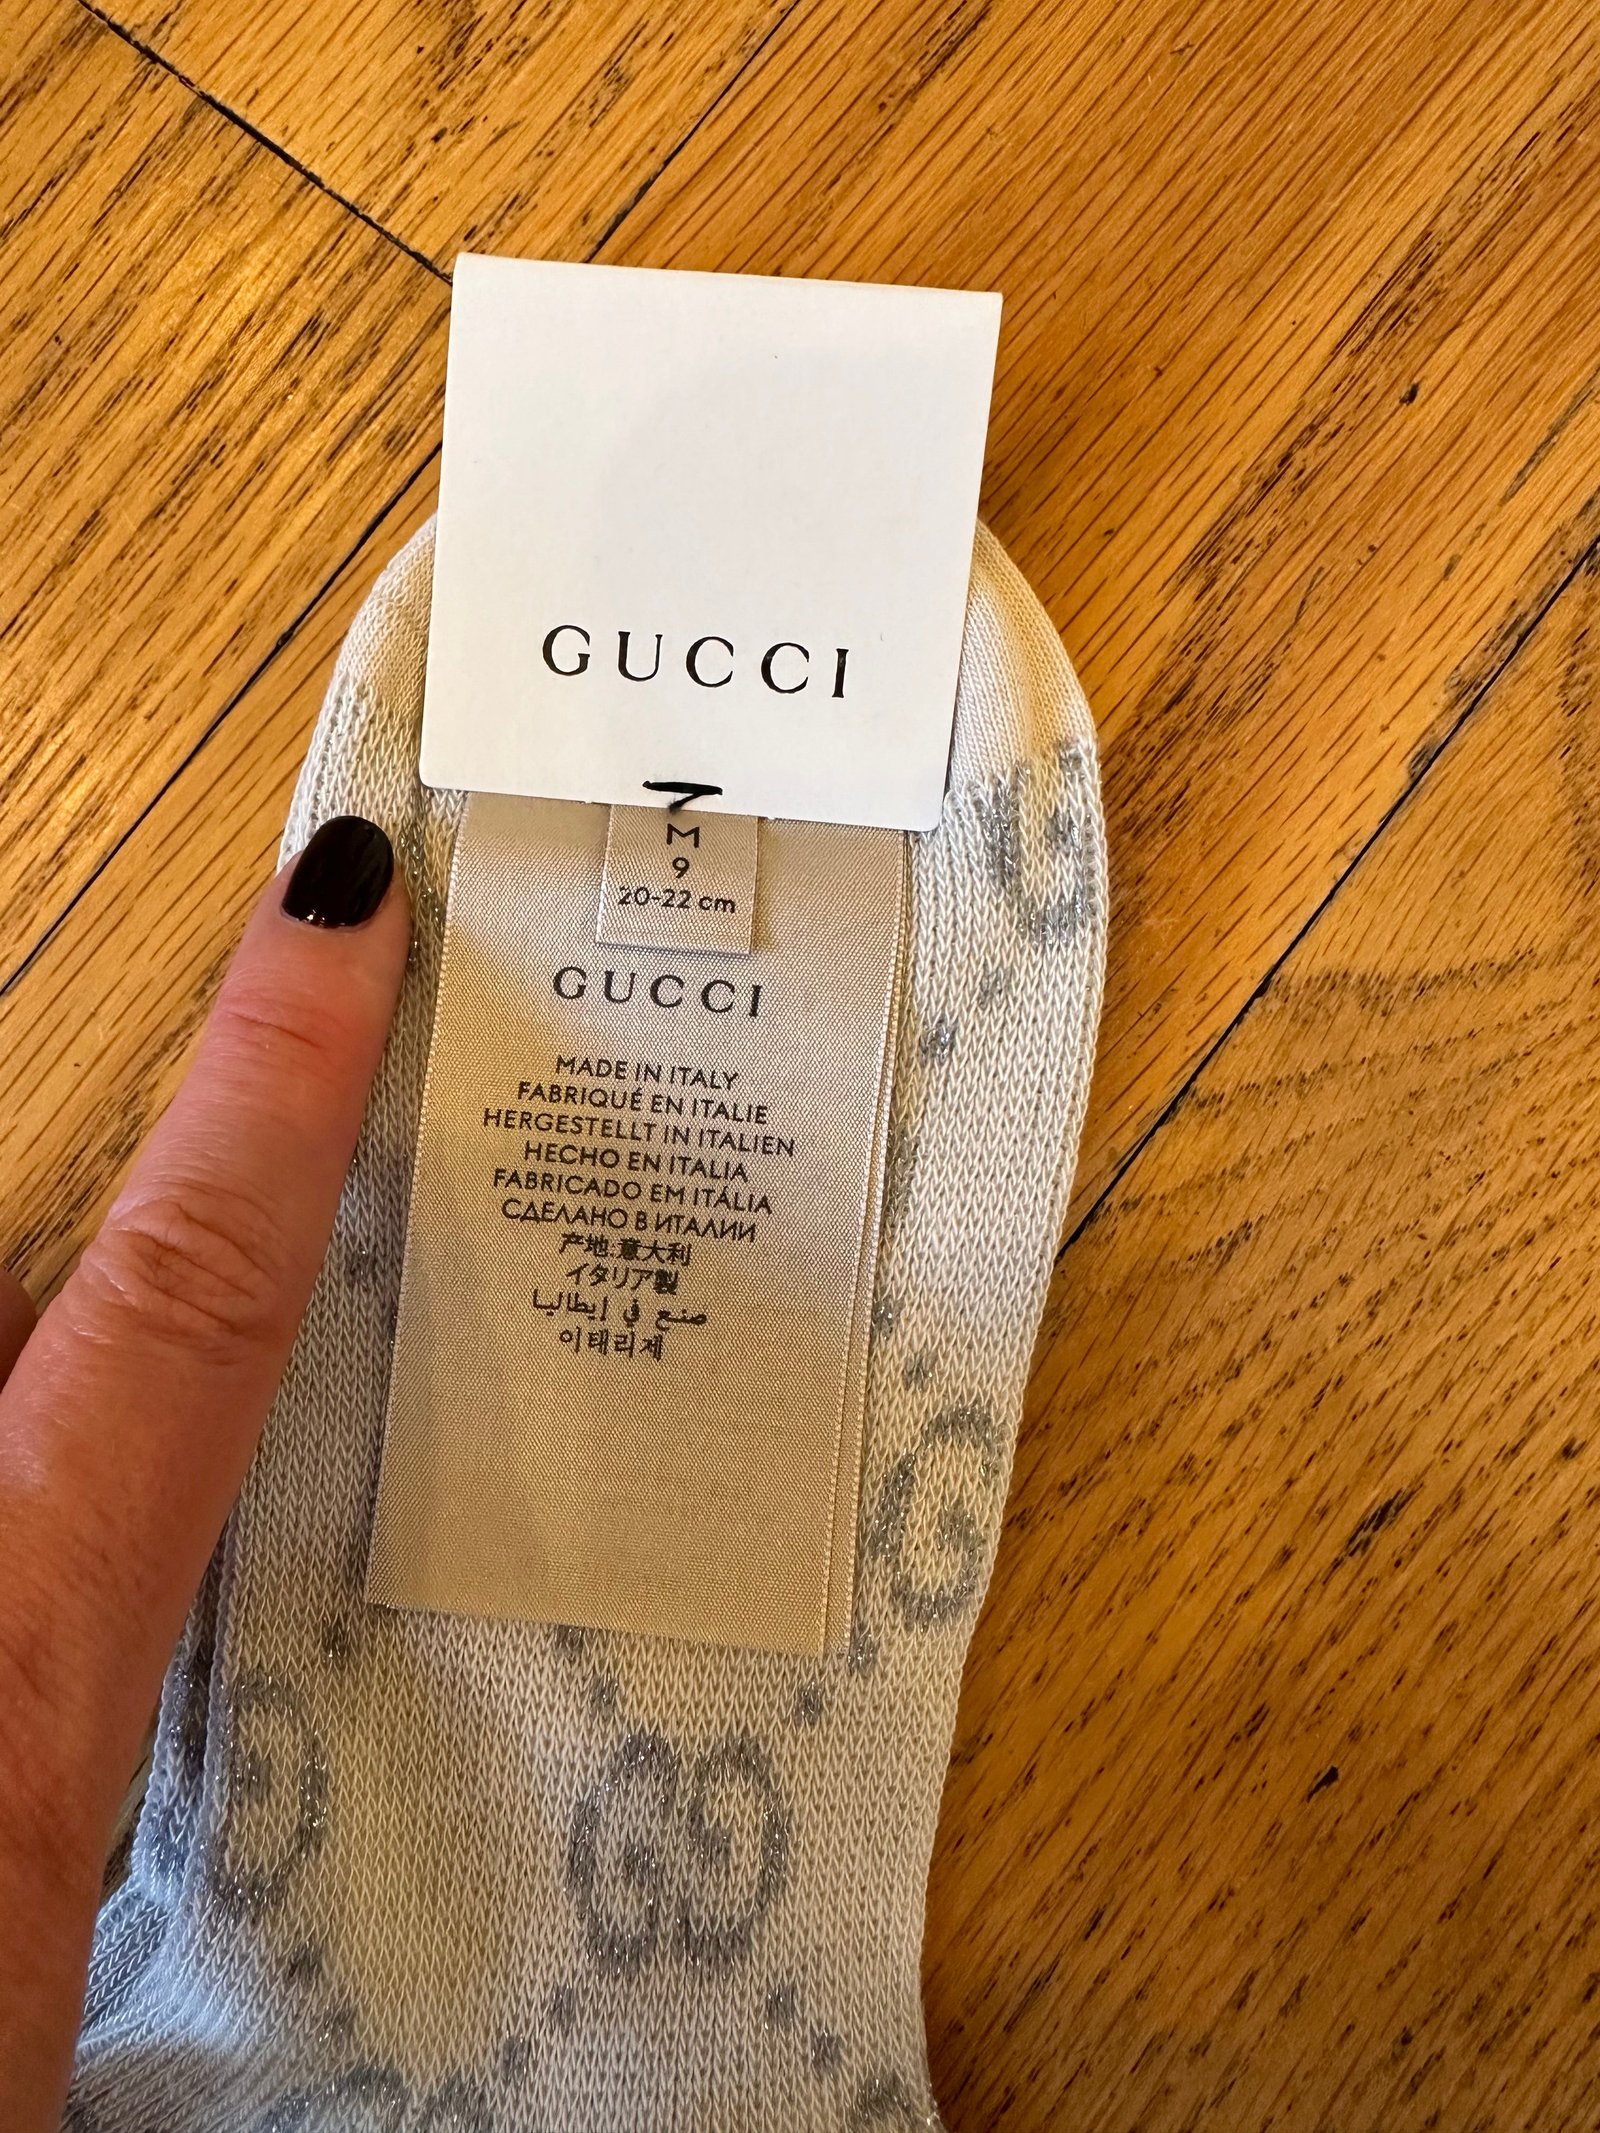 GUCCI
M
9
20-22 cm
GUCCI
MADE IN ITALY
FABRIQUÉ EN ITALIE
HERGESTELLT IN ITALIEN
HECHO EN ITALIA
FABRICADO EM ITÁLIA
СДЕЛАНО В ИТАЛИИ
产地:意大利
イタリア製
صنع في إيطاليا
이태리제